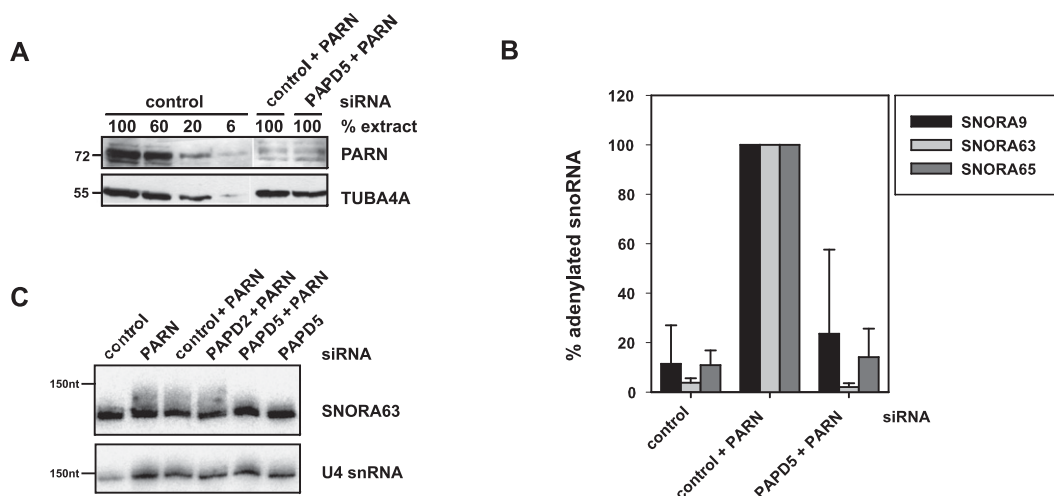 A
control
control + PARN
PAPD5 + PARN
siRNA
100 60 20 6 100 100 % extract
72 PARN
55 TUBA4A
B
% adenylated snoRNA
120
100
80
60
40
20
0
control
control + PARN
PAPD5 + PARN
siRNA
SNORA9
SNORA63
SNORA65
C
control
PARN
control + PARN
PAPD2 + PARN
PAPD5 + PARN
PAPD5
siRNA
150nt
SNORA63
150nt
U4 snRNA